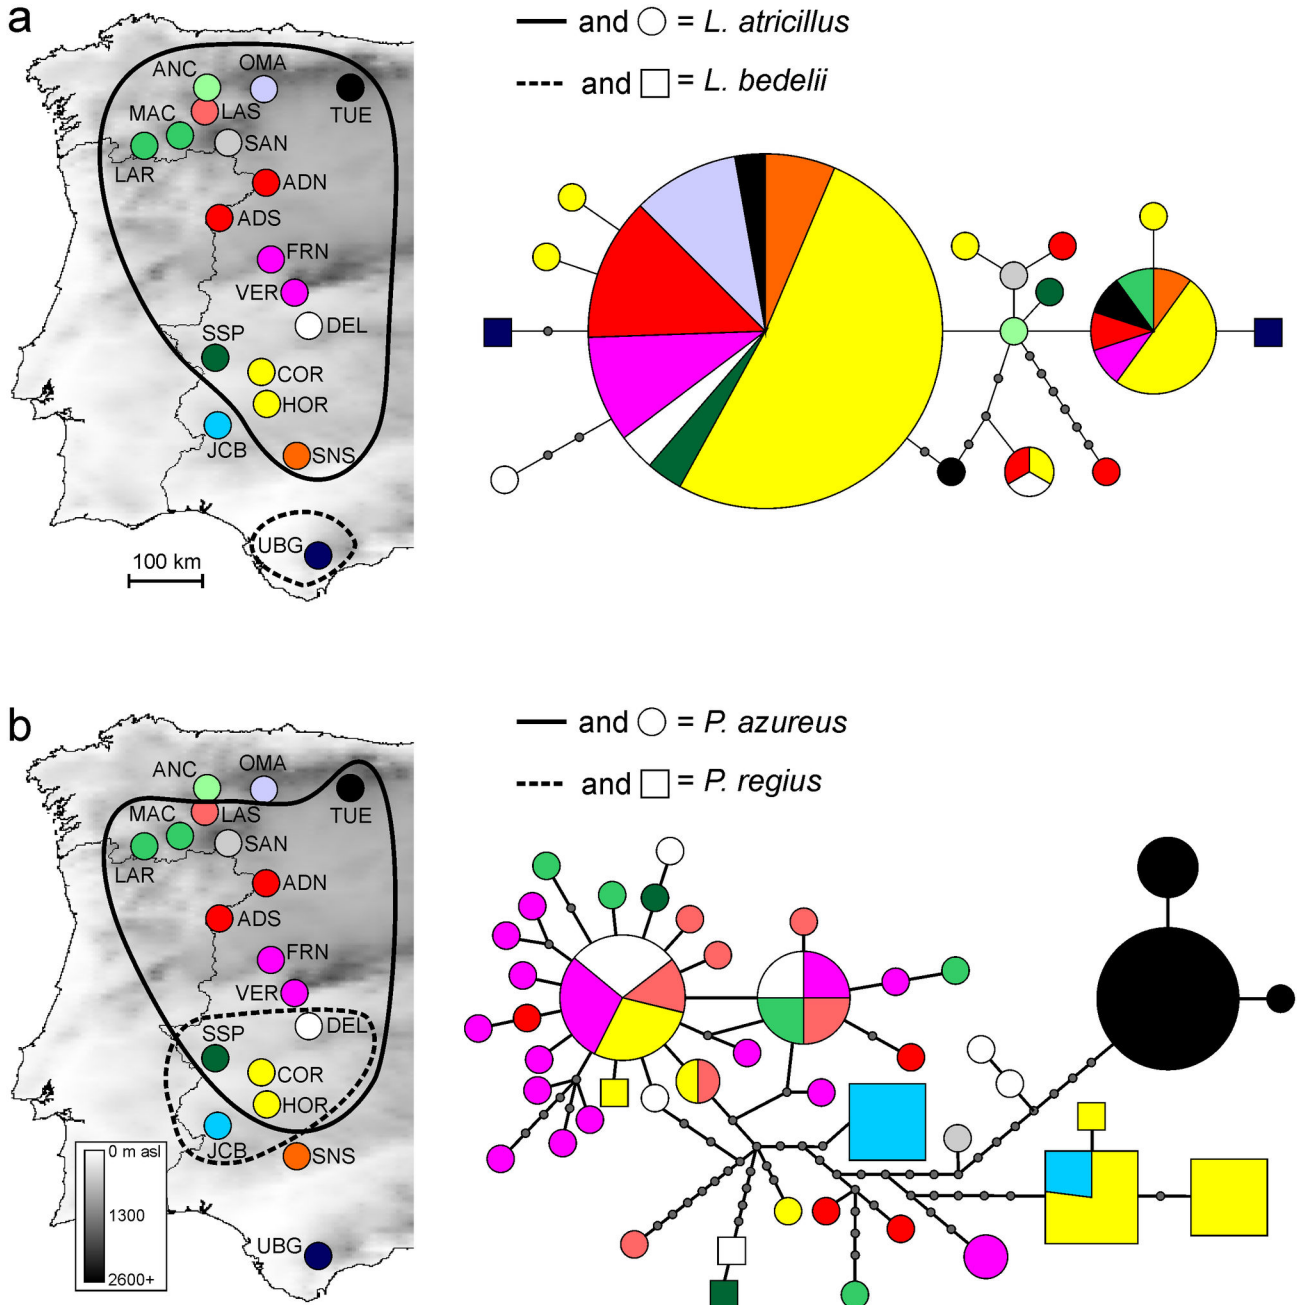 a
and = L. atricillus
and = L. bedelii
ANC
OMA
TUE
LAS
MAC
SAN
LAR
ADN
ADS
FRN
VER
DEL
SSP
COR
HOR
JCB
SNS
UBG
100 km
b
and = P. azureus
and = P. regius
ANC
OMA
TUE
LAS
MAC
SAN
LAR
ADN
ADS
FRN
VER
DEL
SSP
COR
HOR
JCB
SNS
UBG
0 m asl
1300
2600+